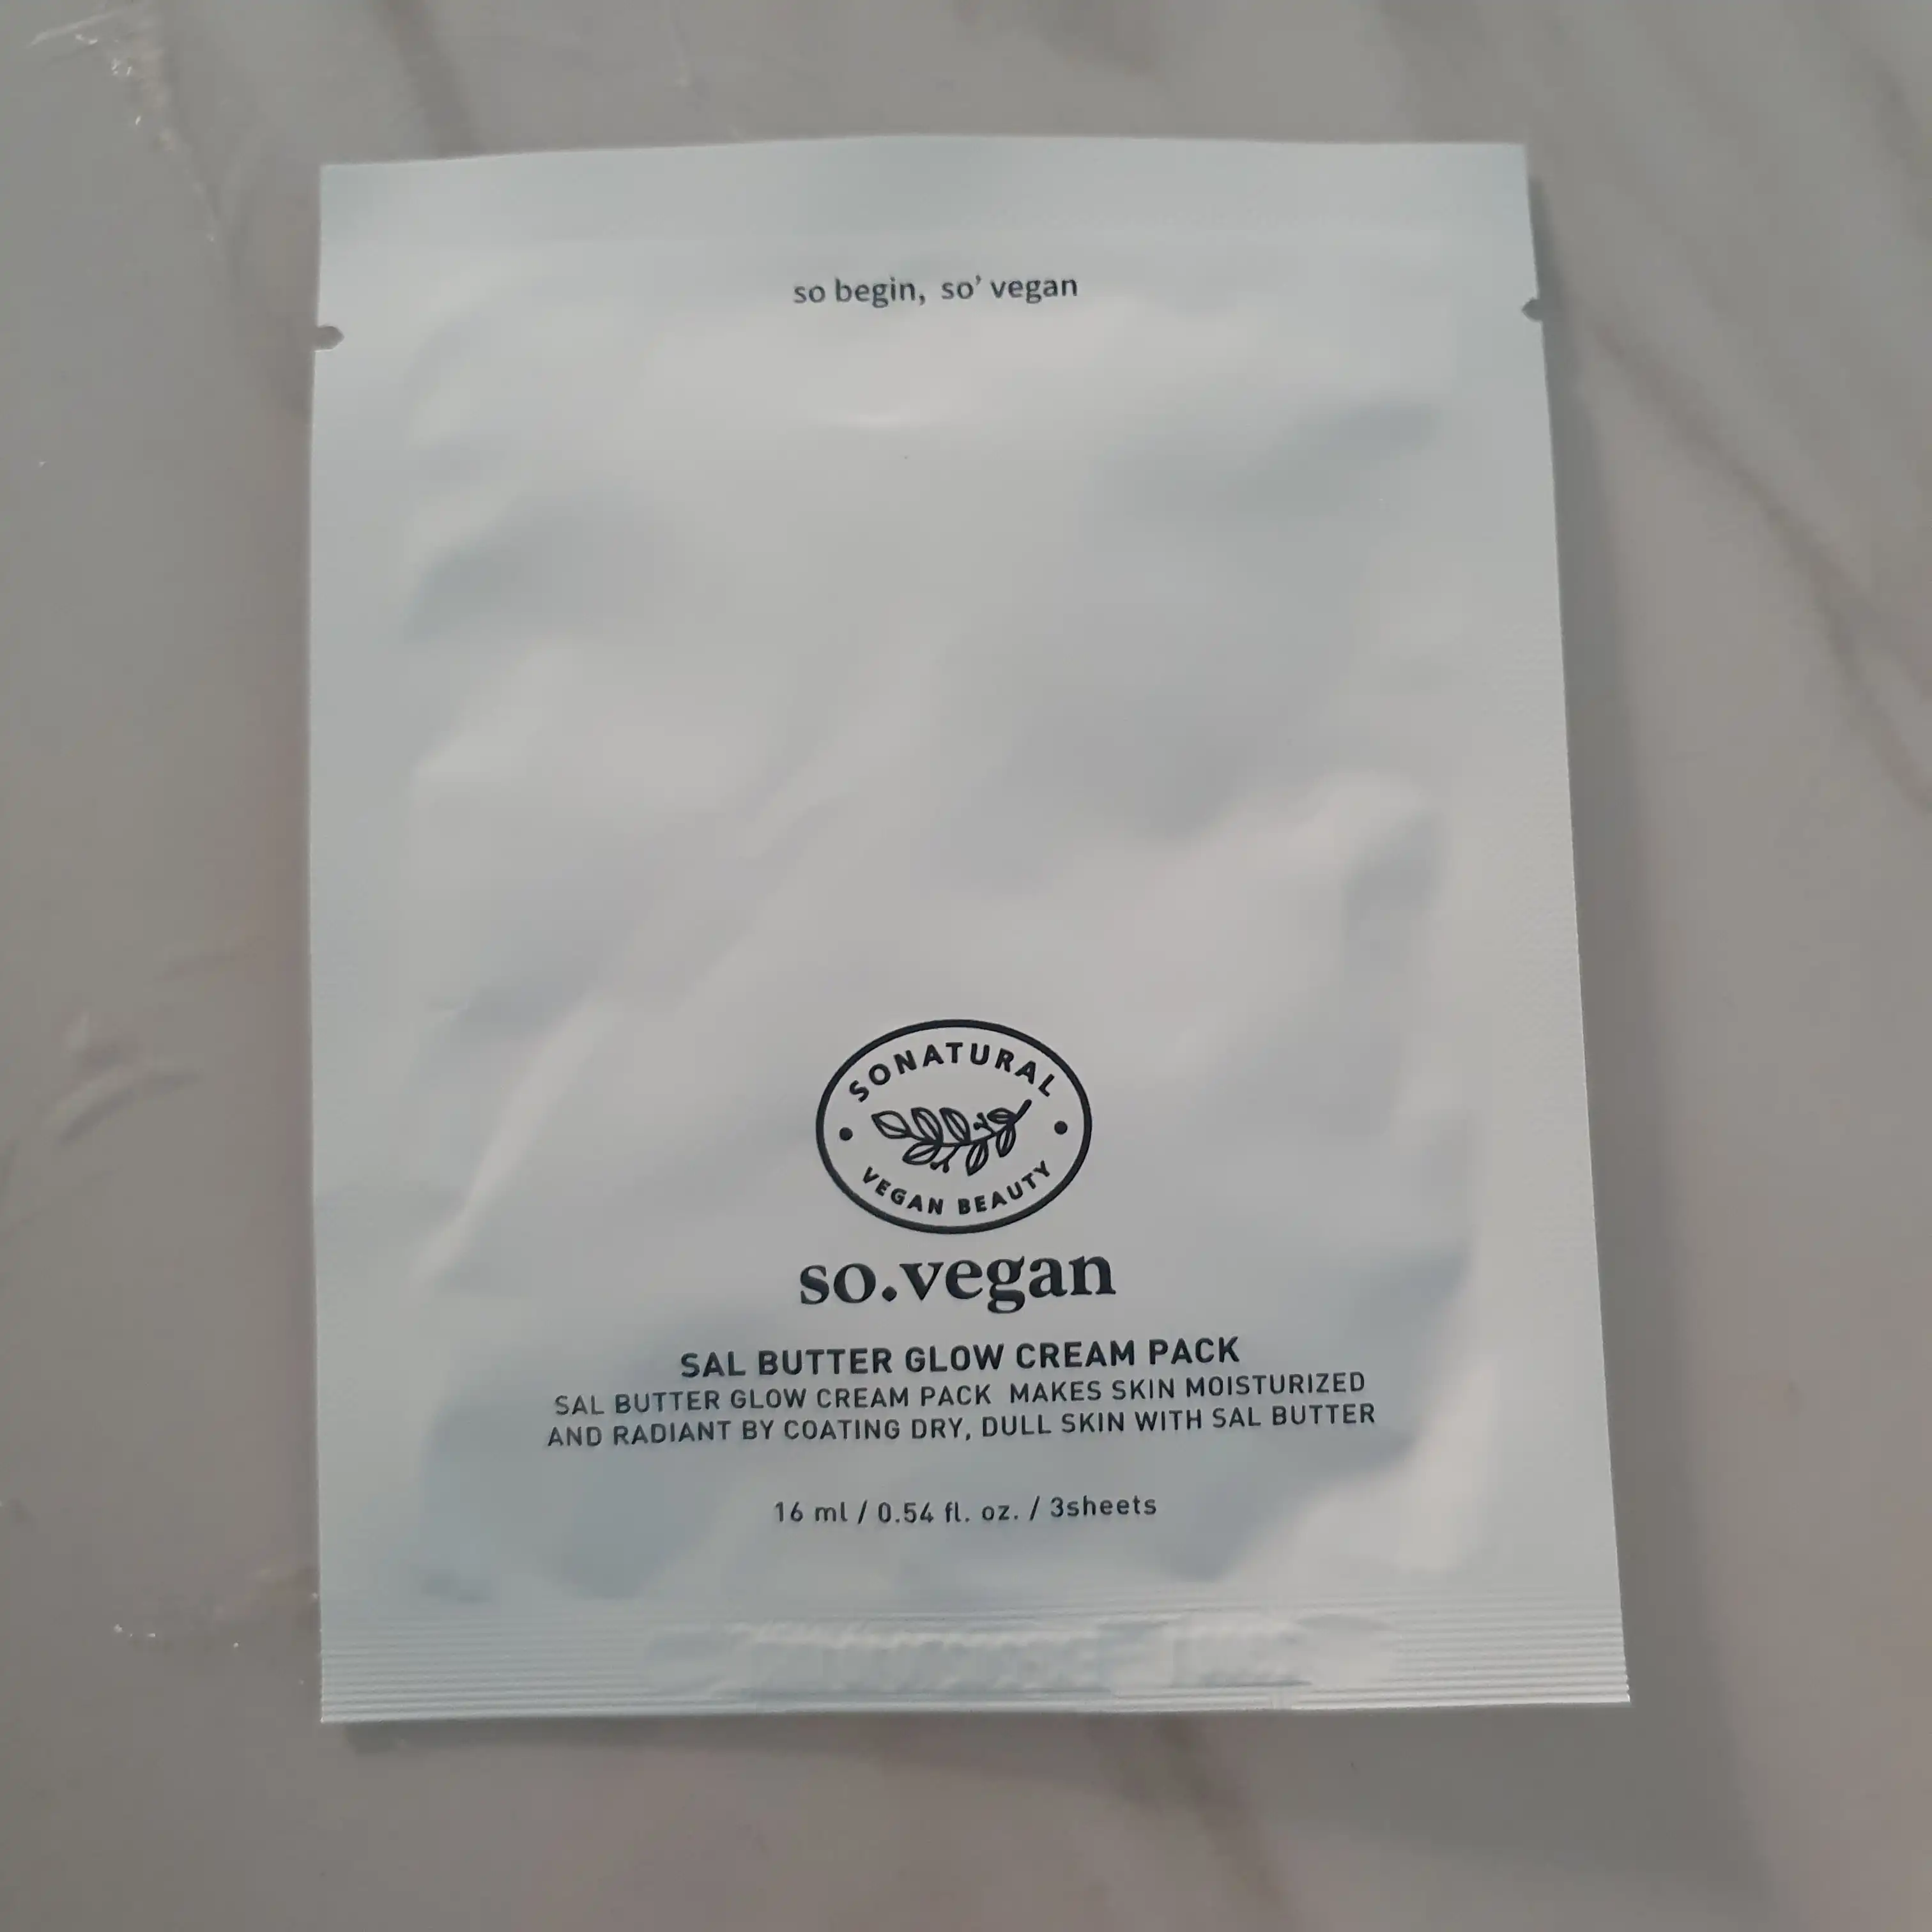 so begin, so' vegan
SONATURAL
VEGAN BEAUTY
so.vegan
SAL BUTTER GLOW CREAM PACK
SAL BUTTER GLOW CREAM PACK MAKES SKIN MOISTURIZED
AND RADIANT BY COATING DRY, DULL SKIN WITH SAL BUTTER
16 ml / 0.54 fl. oz. / 3sheets